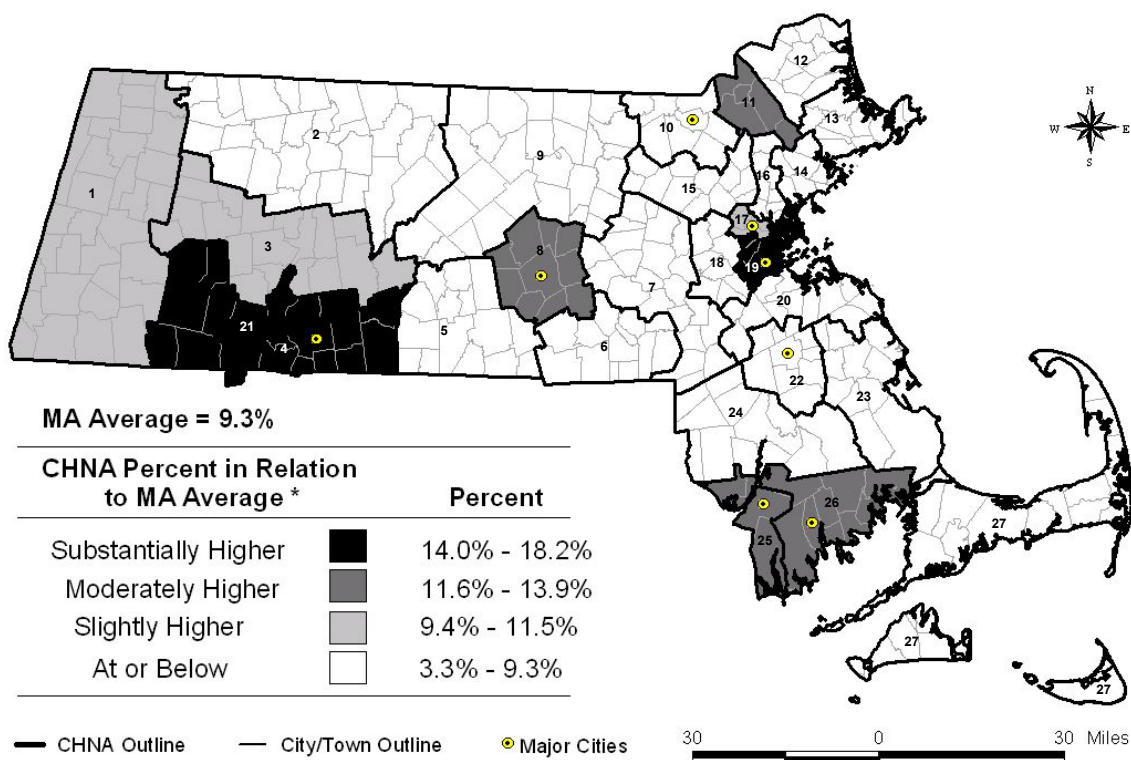 12
11
13
N
W E
S
10
2
9
16
14
15
1
17
3
8
19
18
7
20
21
5
4
6
22
23
24
MA Average = 9.3%
CHNA Percent in Relation
to MA Average * Percent
Substantially Higher 14.0% - 18.2%
Moderately Higher 11.6% - 13.9%
Slightly Higher 9.4% - 11.5%
At or Below 3.3% - 9.3%
26
25
27
27
27
CHNA Outline City/Town Outline Major Cities
30 0 30 Miles